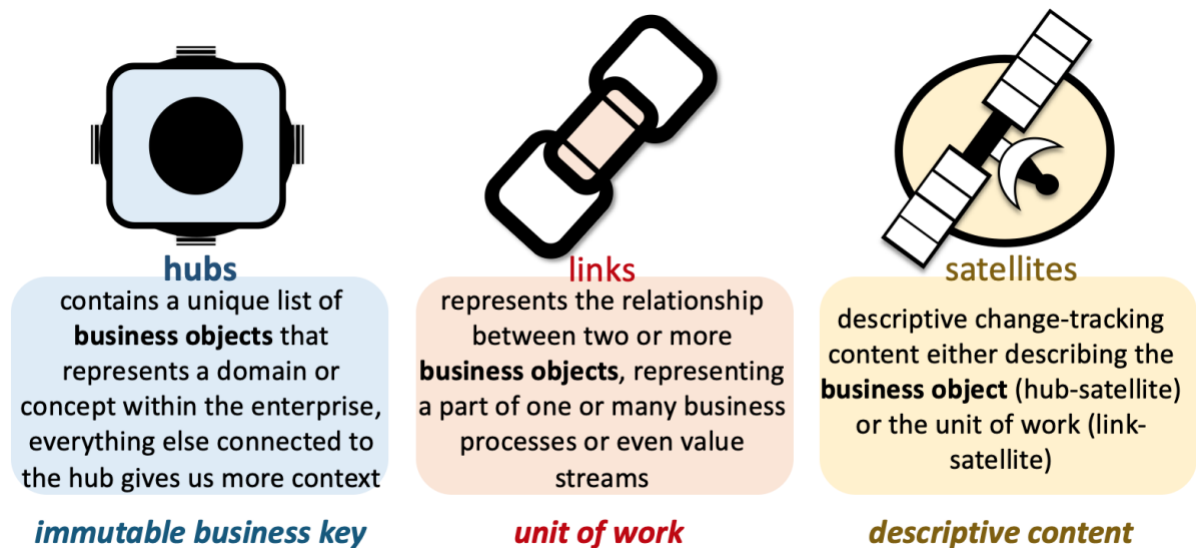 hubs
contains a unique list of
business objects that
represents a domain or
concept within the enterprise,
everything else connected to
the hub gives us more context
immutable business key
links
represents the relationship
between two or more
business objects, representing
a part of one or many business
processes or even value
streams
unit of work
satellites
descriptive change-tracking
content either describing the
business object (hub-satellite)
or the unit of work (link-
satellite)
descriptive content